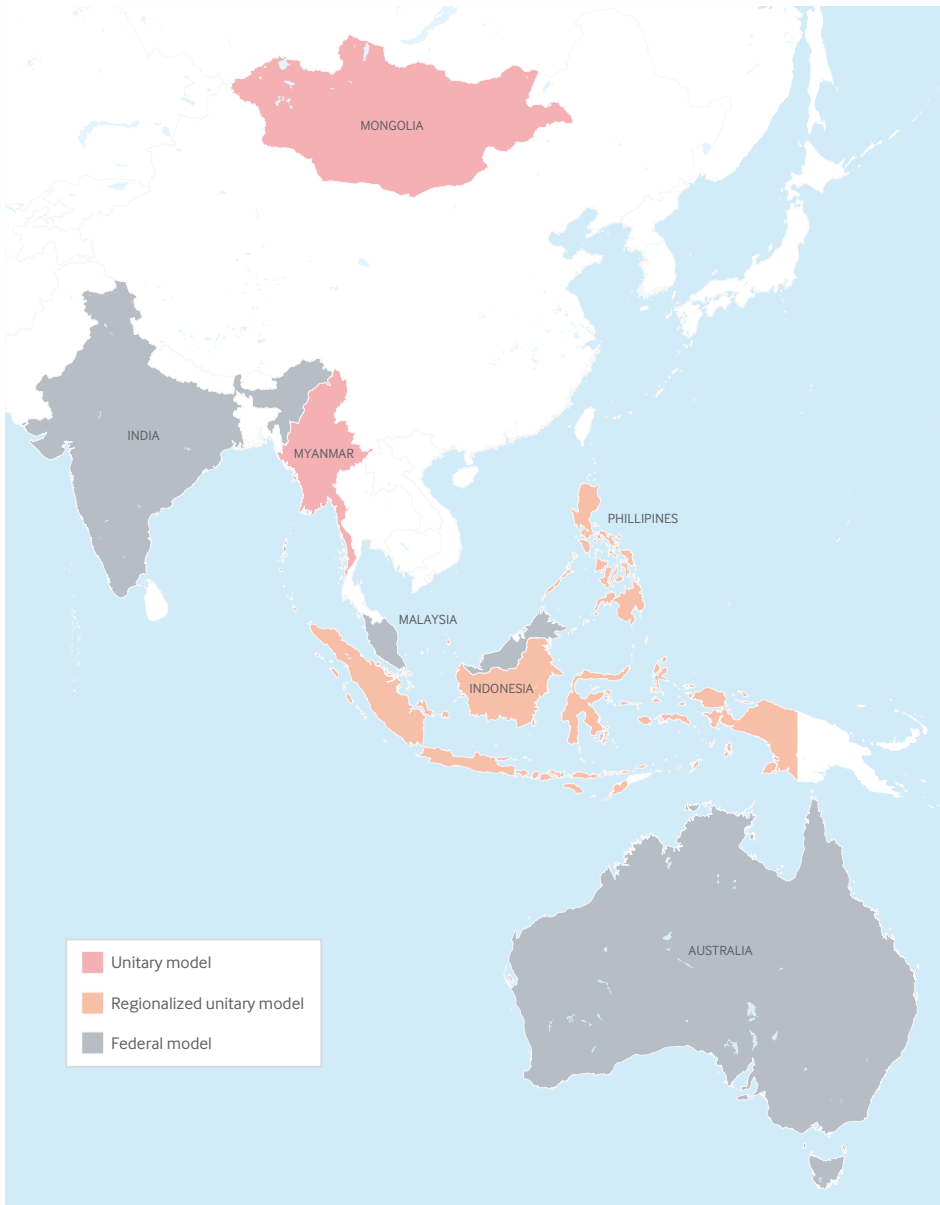 MONGOLIA
INDIA
MYANMAR
PHILLIPINES
MALAYSIA
INDONESIA
AUSTRALIA
Unitary model
Regionalized unitary model
Federal model